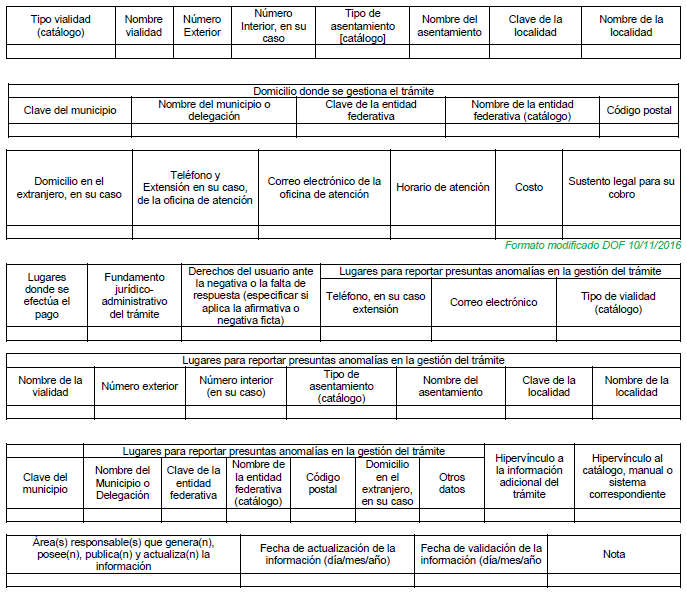 Tipo vialidad
(catálogo)
Nombre
vialidad
Número
Exterior
Número
Interior, en su
caso
Tipo de
asentamiento
[catálogo]
Nombre del
asentamiento
Clave de la
localidad
Nombre de la
localidad
Domicilio donde se gestiona el trámite
Clave del municipio
Nombre del municipio o
delegación
Clave de la entidad
federativa
Nombre de la entidad
federativa (catálogo)
Código postal
Domicilio en el
extranjero, en su caso
Teléfono y
Extensión en su caso,
de la oficina de atención
Correo electrónico de la
oficina de atención
Horario de atención
Costo
Sustento legal para su
cobro
Formato modificado DOF 10/11/2016
Lugares
donde se
efectúa el
pago
Fundamento
jurídico-
administrativo
del trámite
Derechos del usuario ante
la negativa o la falta de
respuesta (especificar si
aplica la afirmativa o
negativa ficta)
Lugares para reportar presuntas anomalías en la gestión del trámite
Teléfono, en su caso
extensión
Correo electrónico
Tipo de vialidad
(catálogo)
Lugares para reportar presuntas anomalías en la gestión del trámite
Nombre de la
vialidad
Número exterior
Número interior
(en su caso)
Tipo de
asentamiento
(catálogo)
Nombre del
asentamiento
Clave de la
localidad
Nombre de la
localidad
Clave del
municipio
Lugares para reportar presuntas anomalías en la gestión del trámite
Nombre del
Municipio o
Delegación
Clave de la
entidad
federativa
Nombre de
la entidad
federativa
(catálogo)
Código
postal
Domicilio
en el
extranjero,
en su caso
Otros
datos
Hipervínculo a
la información
adicional del
trámite
Hipervínculo al
catálogo, manual o
sistema
correspondiente
Área(s) responsable(s) que genera(n),
posee(n), publica(n) y actualiza(n) la
información
Fecha de actualización de la
información (día/mes/año)
Fecha de validación de la
información (día/mes/año
Nota